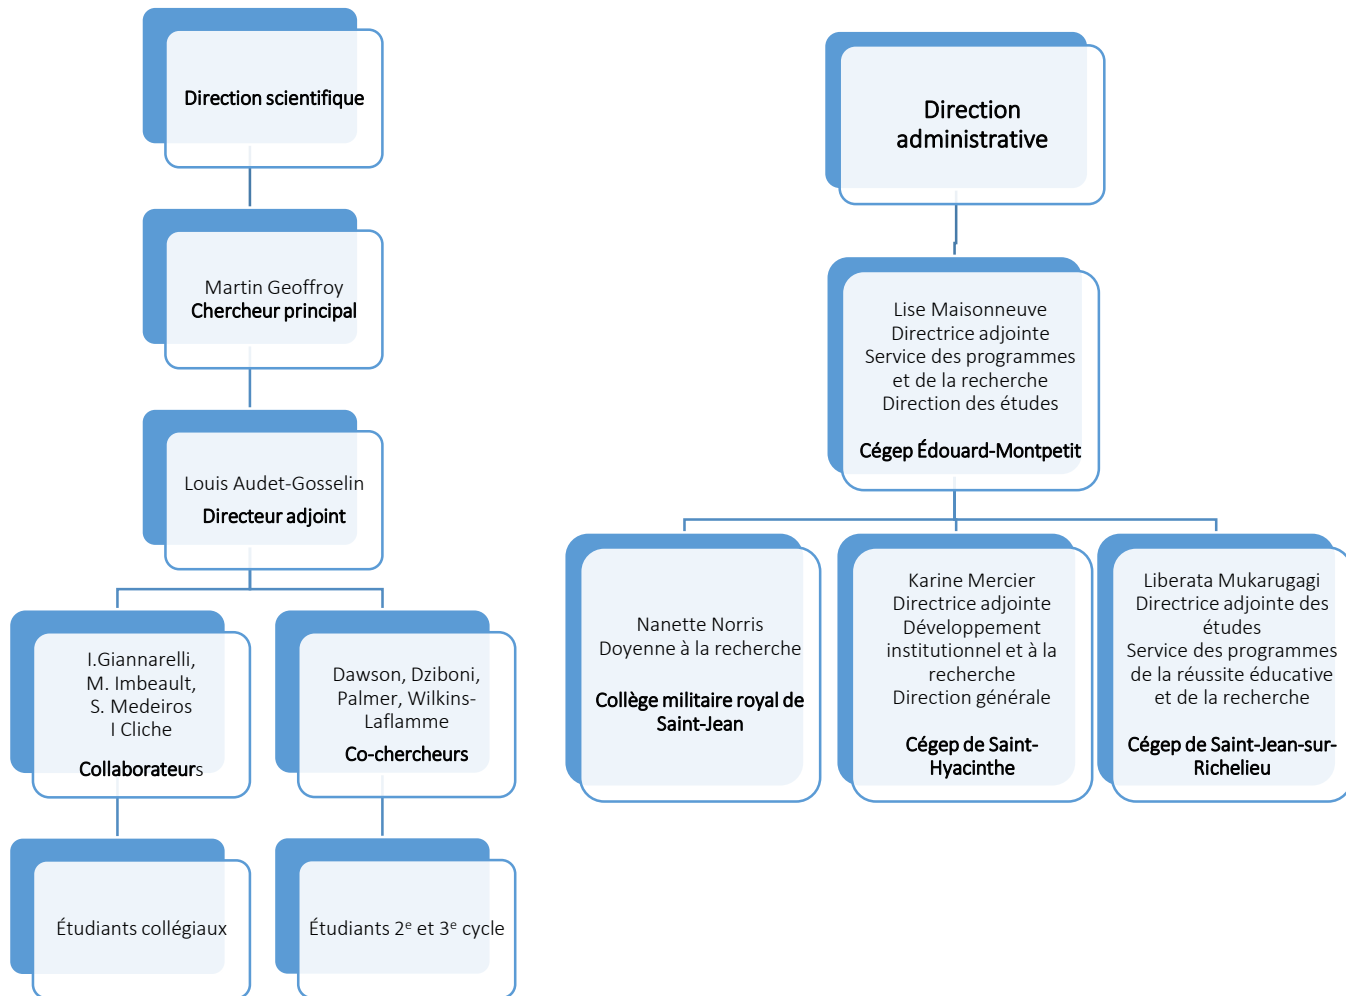 Direction scientifique
Martin Geoffroy
Chercheur principal
Louis Audet-Gosselin
Directeur adjoint
I.Giannarelli,
M. Imbeault,
S. Medeiros
I Cliche
Collaborateurs
Dawson, Dziboni,
Palmer, Wilkins-
Laflamme
Co-chercheurs
Étudiants collégiaux
Étudiants 2e et 3e cycle
Direction
administrative
Lise Maisonneuve
Directrice adjointe
Service des programmes
et de la recherche
Direction des études
Cégep Édouard-Montpetit
Nanette Norris
Doyenne à la recherche
Collège militaire royal de
Saint-Jean
Karine Mercier
Directrice adjointe
Développement
institutionnel et à la
recherche
Direction générale
Cégep de Saint-
Hyacinthe
Liberata Mukarugagi
Directrice adjointe des
études
Service des programmes
de la réussite éducative
et de la recherche
Cégep de Saint-Jean-sur-
Richelieu